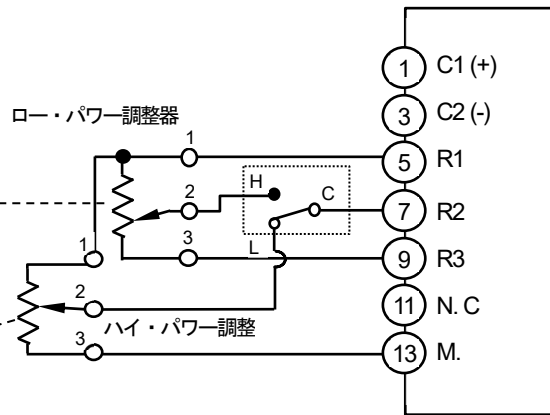 1 C1 (+)
3 C2 (-)
ロー・パワー調整器
1
5 R1
H
C
2
7 R2
L
3
9 R3
1
2
11 N. C
ハイ・パワー調整
3
13 M.